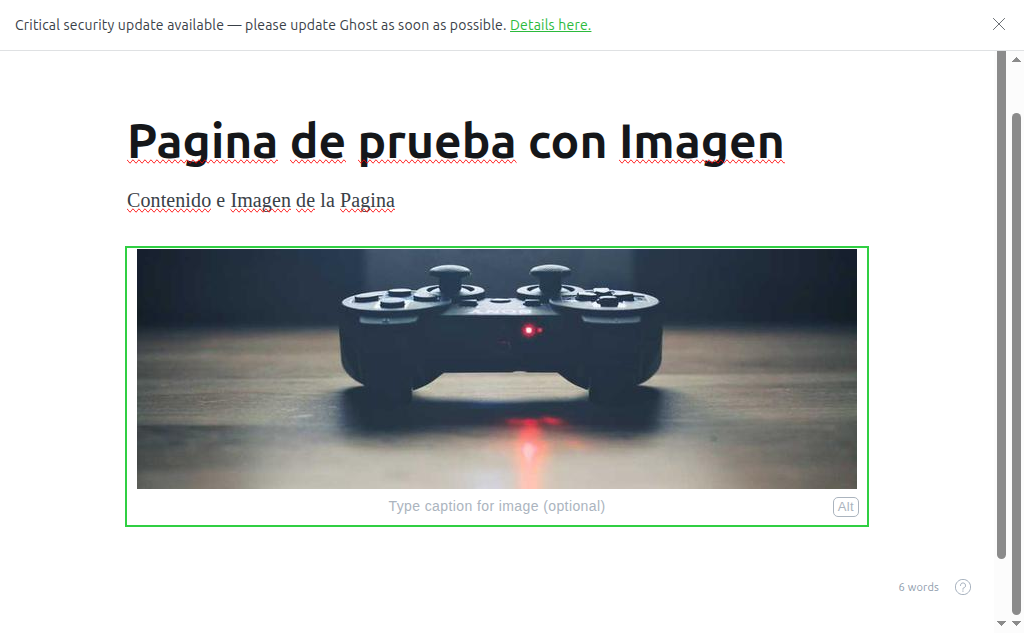 Critical security update available — please update Ghost as soon as possible. Details here.
Pagina de prueba con Imagen
Contenido e Imagen de la Pagina
SONY
Type caption for image (optional)
Alt
6 words
?